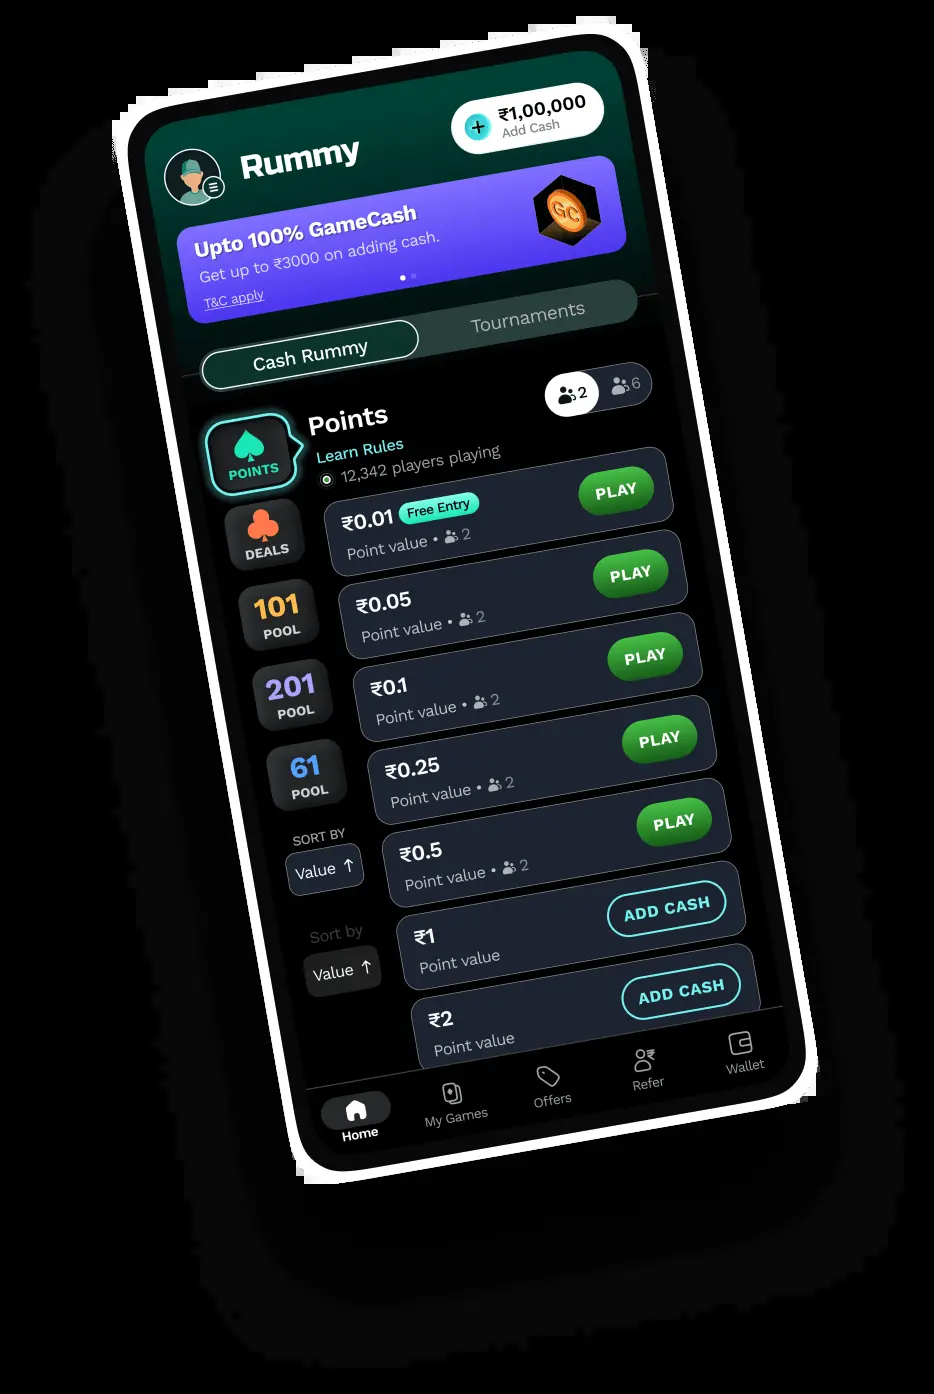 Rummy
₹1,00,000
Add Cash
Upto 100% GameCash
Get up to ₹3000 on adding cash.
T&C apply
GC
Cash Rummy
Tournaments
POINTS
Points
2
6
Learn Rules
12,342 players playing
DEALS
101
POOL
201
POOL
61
POOL
SORT BY
Value ↑
Sort by
Value ↑
₹0.01 Free Entry
Point value • 2
PLAY
₹0.05
Point value • 2
PLAY
₹0.1
Point value • 2
PLAY
₹0.25
Point value • 2
PLAY
₹0.5
Point value • 2
PLAY
₹1
Point value
ADD CASH
₹2
Point value
ADD CASH
Home
My Games
Offers
Refer
Wallet